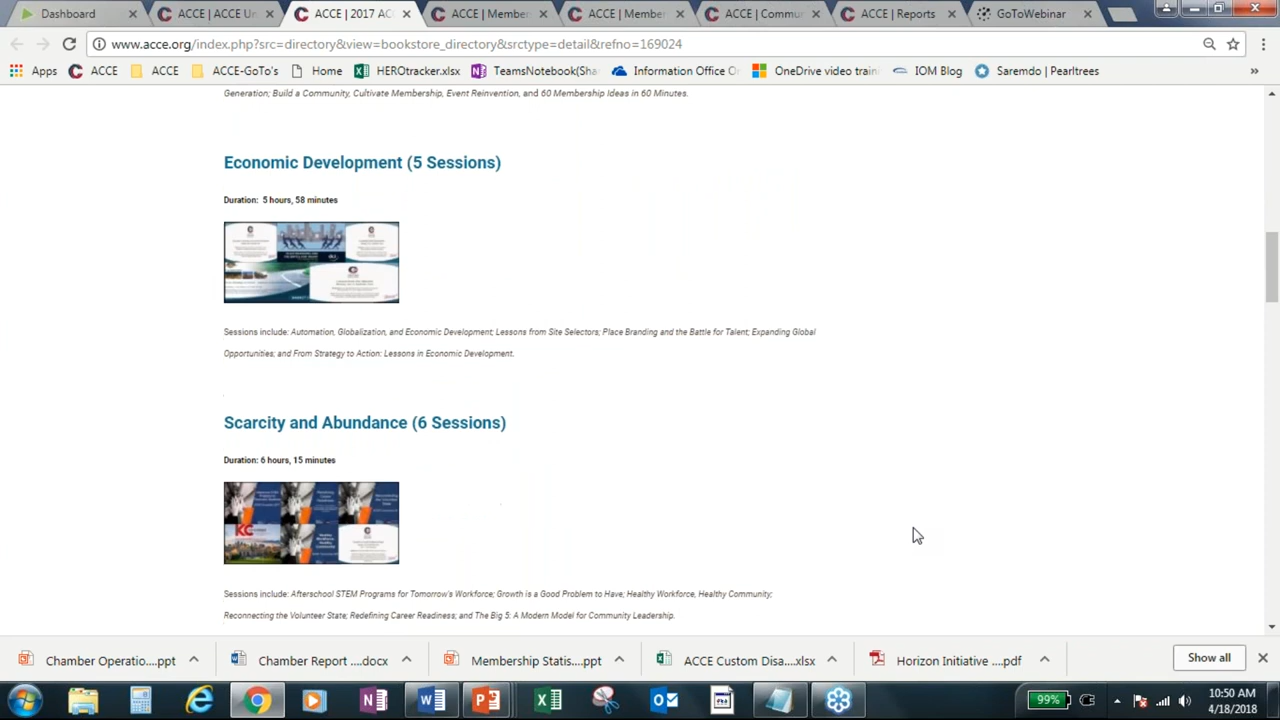 Dashboard
ACCE | ACCE Un
ACCE | 2017 AC
ACCE | Member
ACCE | Member
ACCE | Commu
ACCE | Reports
GoToWebinar
www.acce.org/index.php?src=directory&view=bookstore_directory&srctype=detail&refno=169024
Apps
ACCE
ACCE
ACCE-GoTo's
Home
HEROtracker.xlsx
TeamsNotebook(Sha
Information Office O
OneDrive video train
IOM Blog
Saremdo | Pearltrees
Generation; Build a Community, Cultivate Membership, Event Reinvention, and 60 Membership Ideas in 60 Minutes.
Economic Development (5 Sessions)
Duration: 5 hours, 58 minutes
Sessions include: Automation, Globalization, and Economic Development; Lessons from Site Selectors; Place Branding and the Battle for Talent; Expanding Global
Opportunities; and From Strategy to Action: Lessons in Economic Development.
Scarcity and Abundance (6 Sessions)
Duration: 6 hours, 15 minutes
KC
Sessions include: Afterschool STEM Programs for Tomorrow's Workforce; Growth is a Good Problem to Have; Healthy Workforce, Healthy Community;
Reconnecting the Volunteer State; Redefining Career Readiness; and The Big 5: A Modern Model for Community Leadership.
Chamber Operatio....ppt
Chamber Report ....docx
Membership Statis....ppt
ACCE Custom Disa....xlsx
Horizon Initiative ....pdf
Show all
99%
10:50 AM
4/18/2018